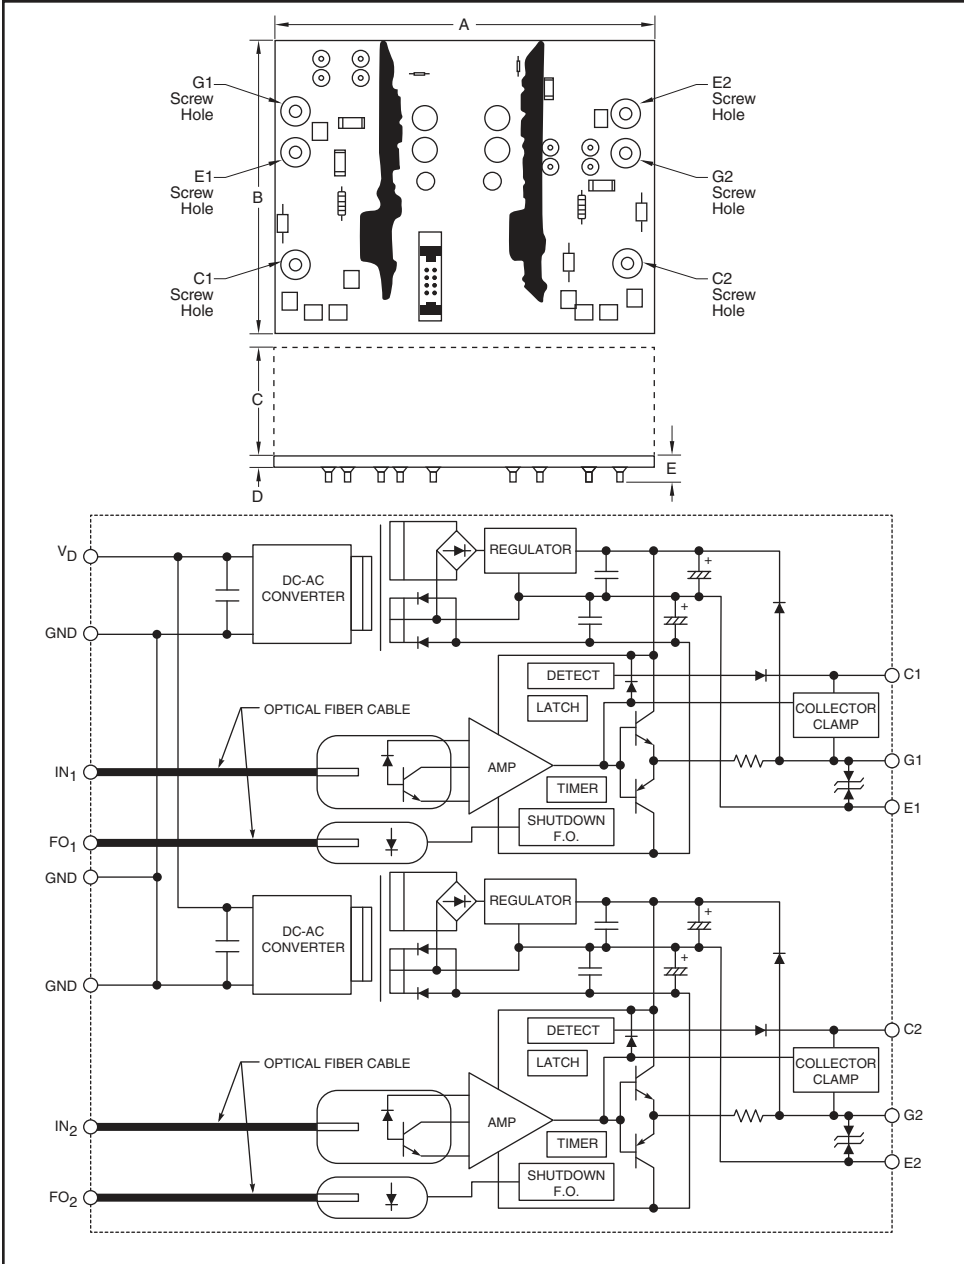 A
G1
Screw
Hole
E2
Screw
Hole
E1
Screw
Hole
B
G2
Screw
Hole
C1
Screw
Hole
C2
Screw
Hole
C
D
E
VD
DC-AC
CONVERTER
REGULATOR
+
+
GND
DETECT
C1
LATCH
COLLECTOR
CLAMP
OPTICAL FIBER CABLE
IN1
AMP
G1
TIMER
E1
SHUTDOWN
F.O.
FO1
GND
DC-AC
CONVERTER
REGULATOR
+
+
GND
DETECT
C2
LATCH
COLLECTOR
CLAMP
OPTICAL FIBER CABLE
IN2
AMP
G2
TIMER
E2
SHUTDOWN
F.O.
FO2